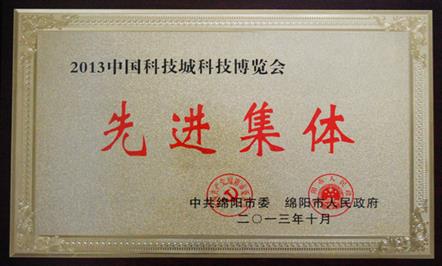 2013中国科技城科技博览会
先进集体
中共绵阳市委 绵阳市人民政府
二〇一三年十月